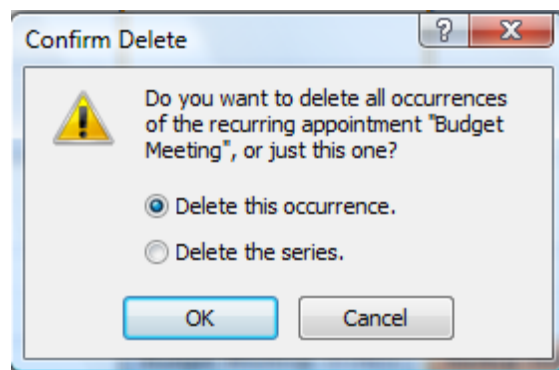 Confirm Delete
Do you want to delete all occurrences
of the recurring appointment "Budget
Meeting", or just this one?
Delete this occurrence.
Delete the series.
OK Cancel